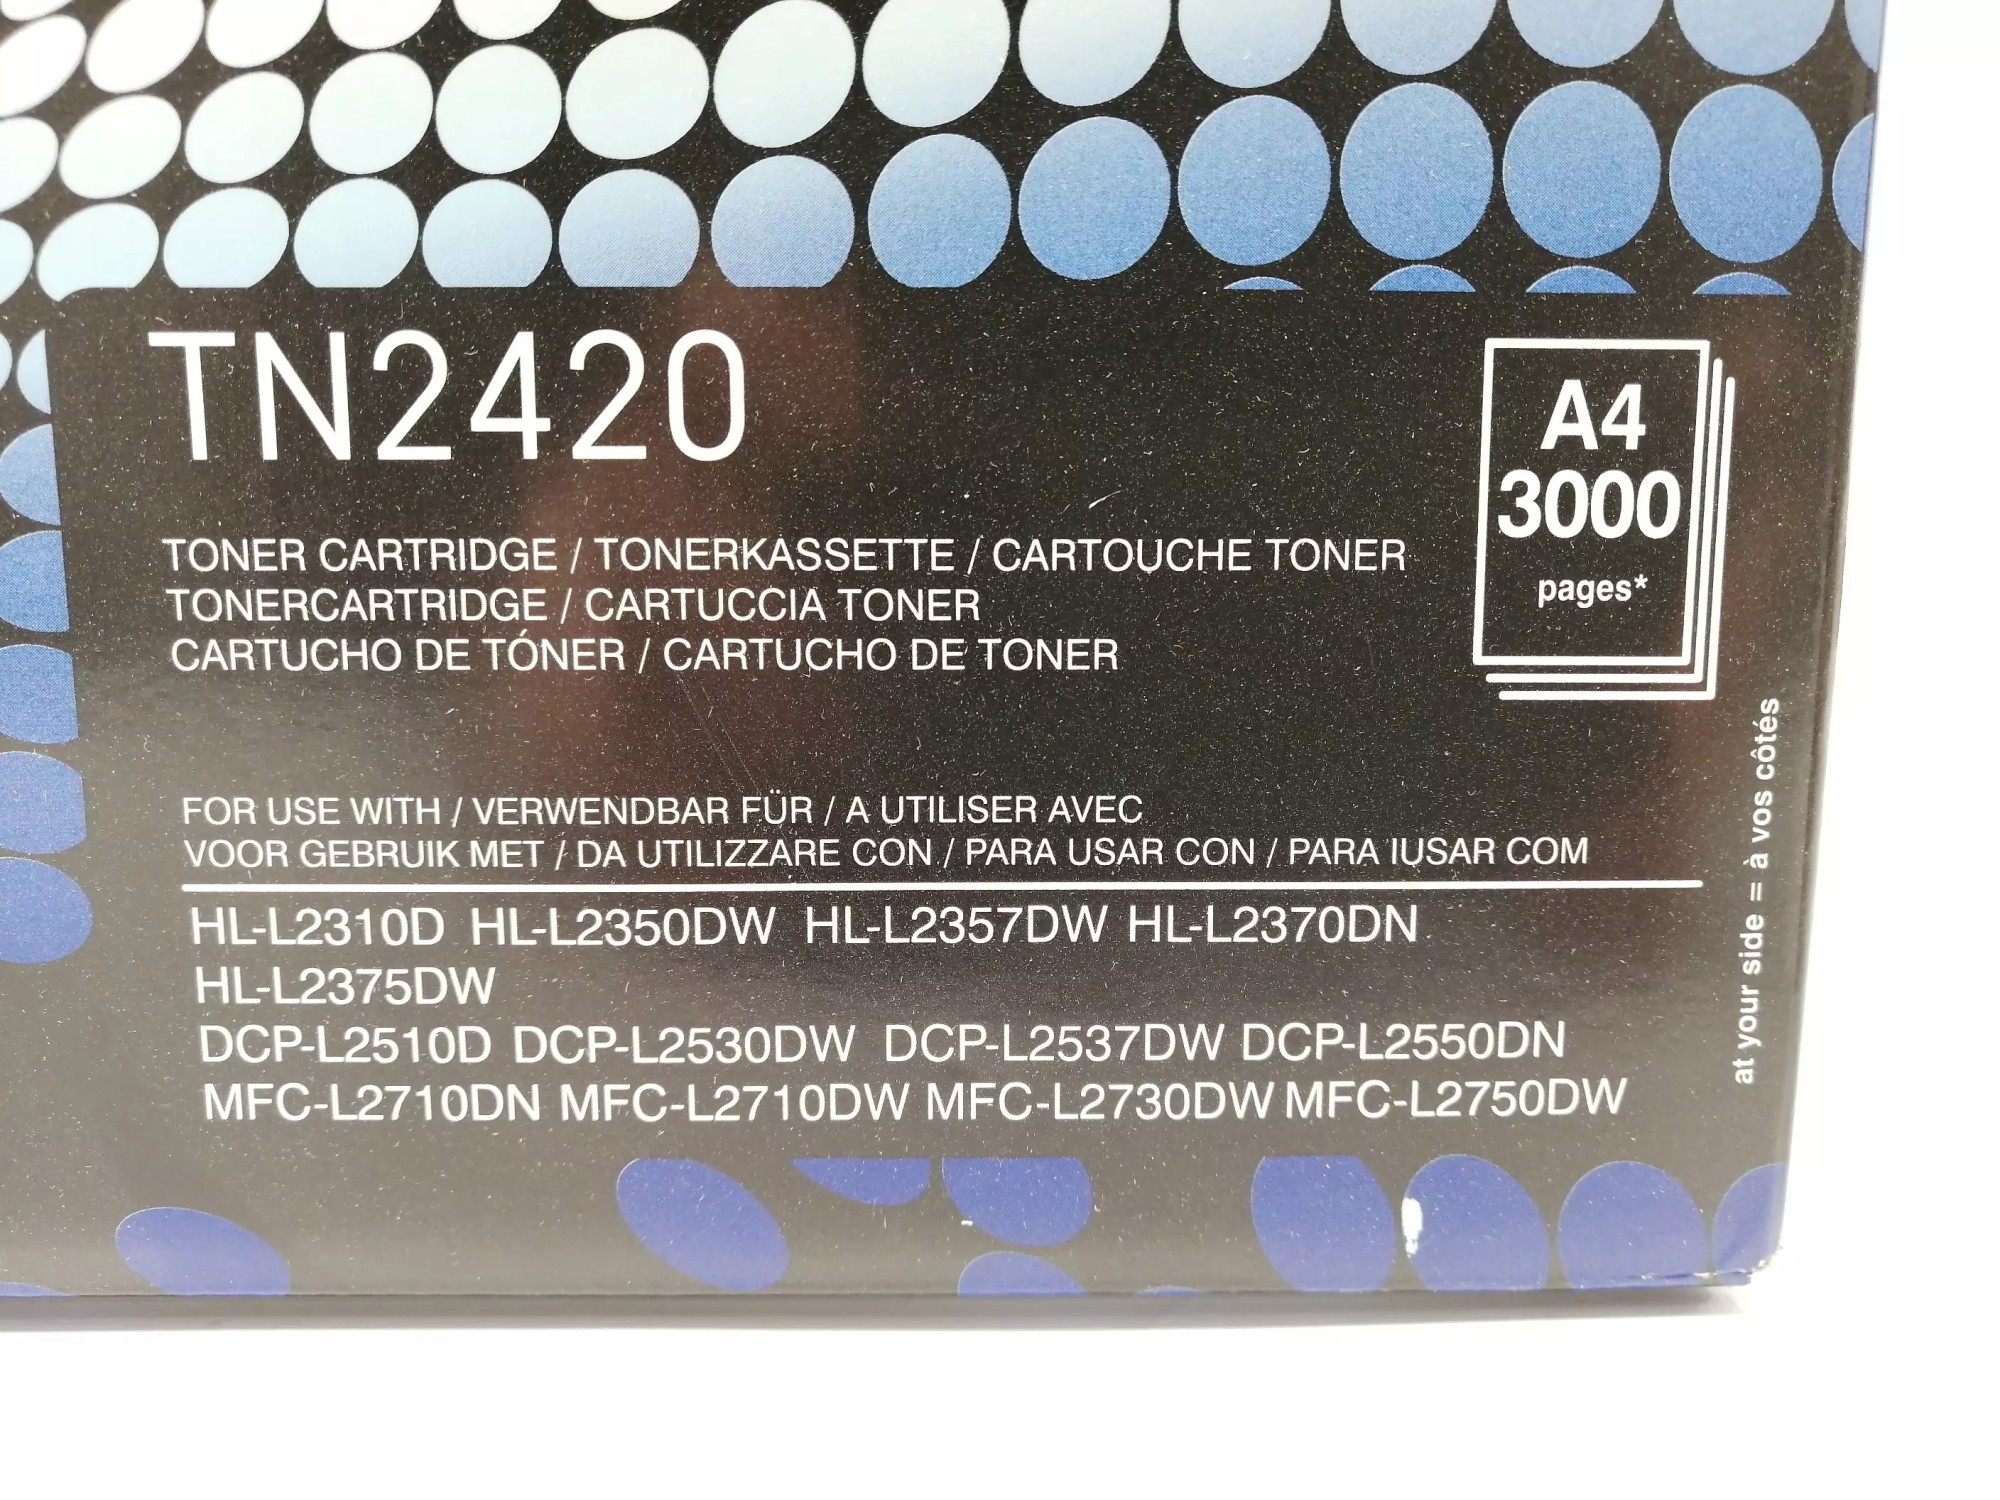 TN2420
A4
3000
pages*
TONER CARTRIDGE / TONERKASSETTE / CARTOUCHE TONER
TONERCARTRIDGE / CARTUCCIA TONER
CARTUCHO DE TÓNER / CARTUCHO DE TONER
FOR USE WITH / VERWENDBAR FÜR / A UTILISER AVEC
VOOR GEBRUIK MET / DA UTILIZZARE CON / PARA USAR CON / PARA IUSAR COM
HL-L2310D HL-L2350DW HL-L2357DW HL-L2370DN
HL-L2375DW
DCP-L2510D DCP-L2530DW DCP-L2537DW DCP-L2550DN
MFC-L2710DN MFC-L2710DW MFC-L2730DW MFC-L2750DW
at your side = à vos côtés